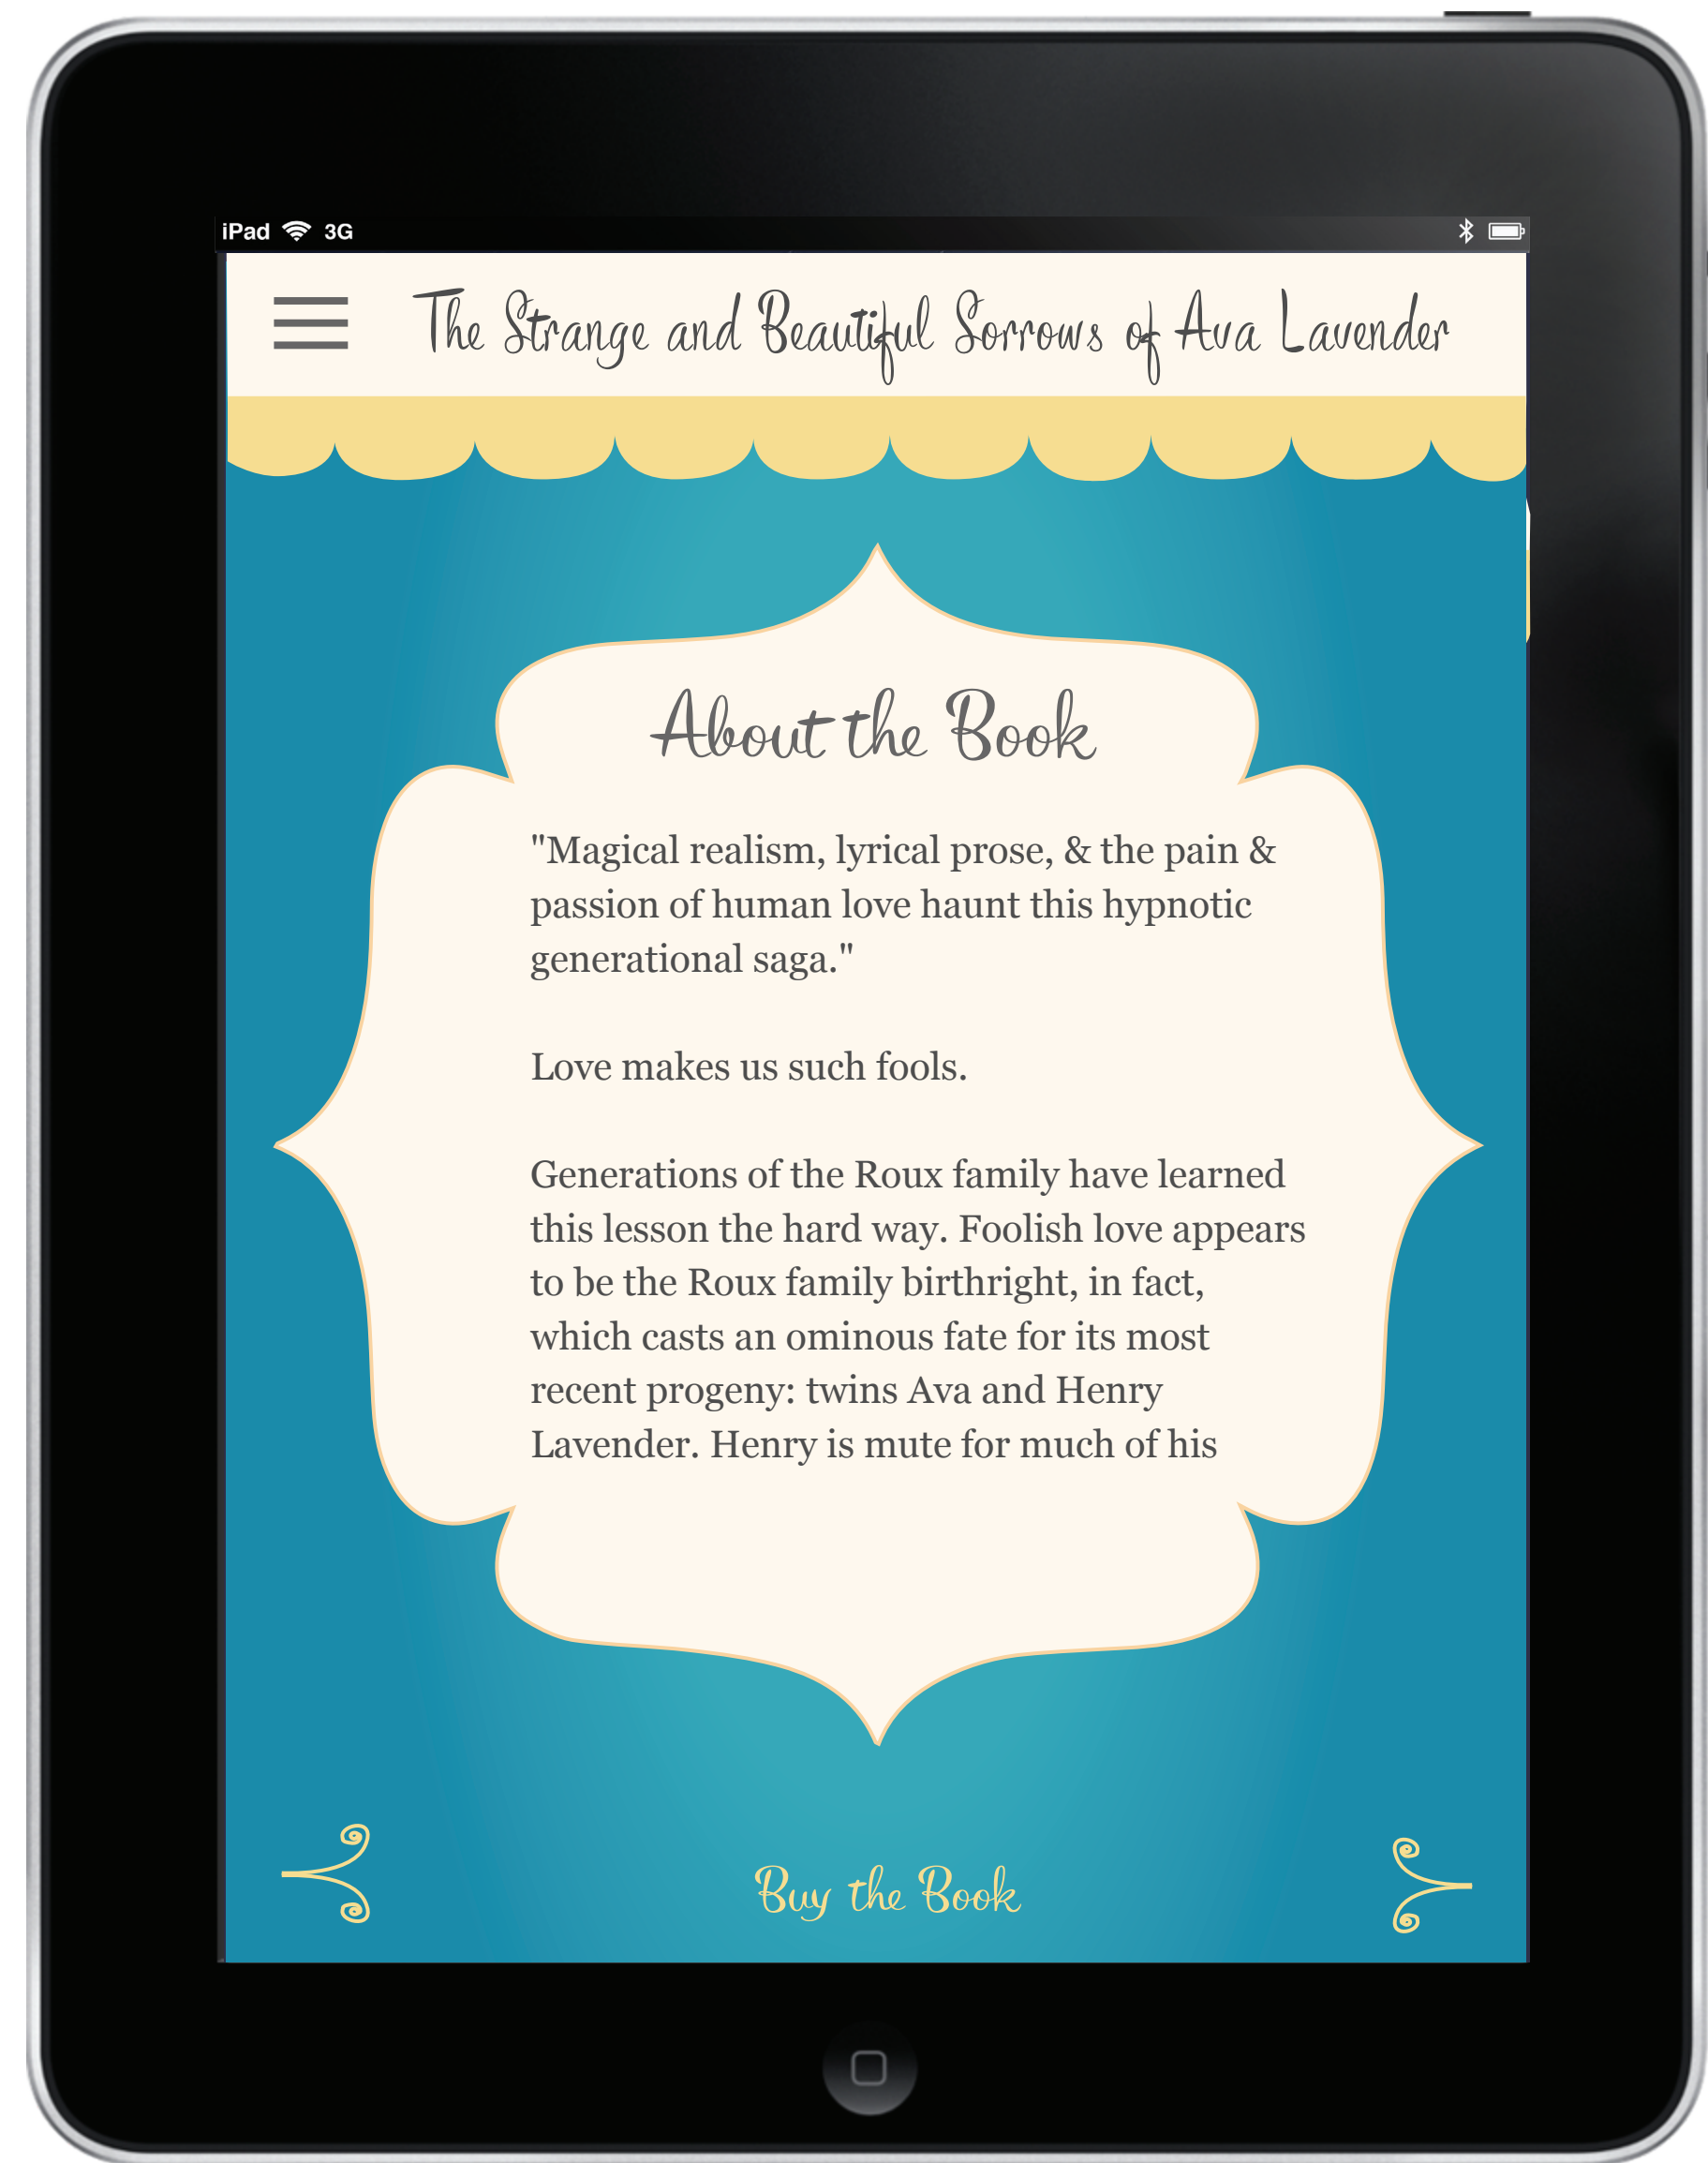 iPad 3G
The Strange and Beautiful Sorrows of Ava Lavender
About the Book
"Magical realism, lyrical prose, & the pain &
passion of human love haunt this hypnotic
generational saga."
Love makes us such fools.
Generations of the Roux family have learned
this lesson the hard way. Foolish love appears
to be the Roux family birthright, in fact,
which casts an ominous fate for its most
recent progeny: twins Ava and Henry
Lavender. Henry is mute for much of his
Buy the Book